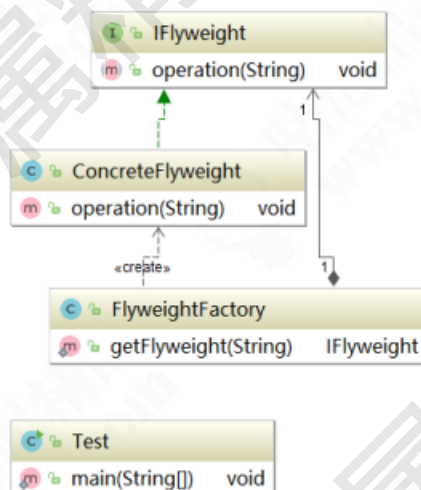 I IFlyweight
m operation(String) void
1
C ConcreteFlyweight
m operation(String) void
«create»
1
C FlyweightFactory
m getFlyweight(String) IFlyweight
C Test
m main(String[]) void